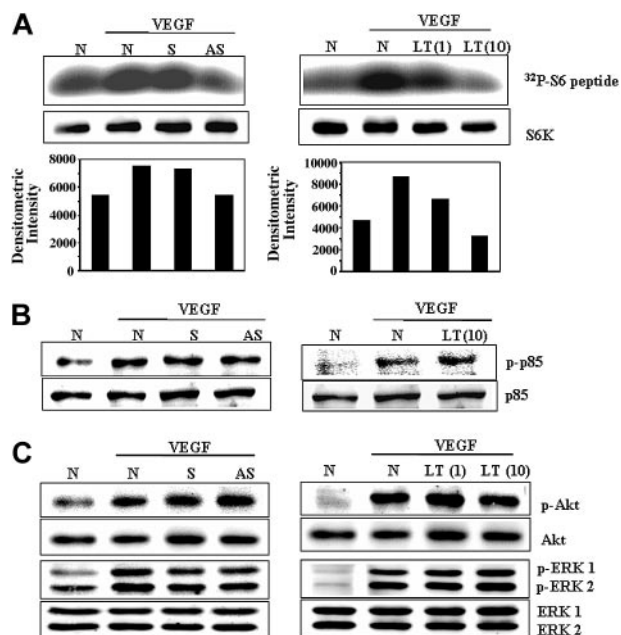 A
VEGF
N N S AS
VEGF
N N LT(1) LT(10)
³²P-S6 peptide
S6K
Densitometric
Intensity
8000
6000
4000
2000
0
Densitometric
Intensity
10000
8000
6000
4000
2000
0
B
VEGF
N N S AS
VEGF
N N LT(10)
p-p85
p85
C
VEGF
N N S AS
VEGF
N N LT (1) LT (10)
p-Akt
Akt
p-ERK 1
p-ERK 2
ERK 1
ERK 2